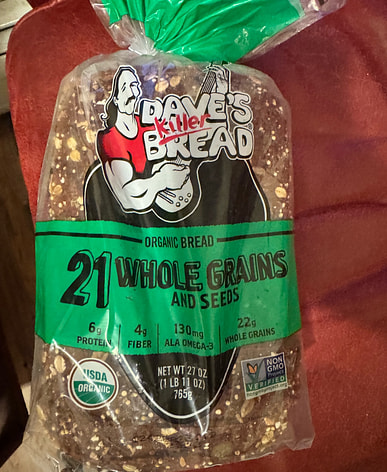 DAVE'S
Killer
BREAD
ORGANIC BREAD
21 WHOLE GRAINS
AND SEEDS
6g PROTEIN
4g FIBER
130mg ALA OMEGA-3
22g WHOLE GRAINS
NET WT 27 OZ
(1 LB 11 OZ)
765g
USDA
ORGANIC
NON
GMO
Project
VERIFIED